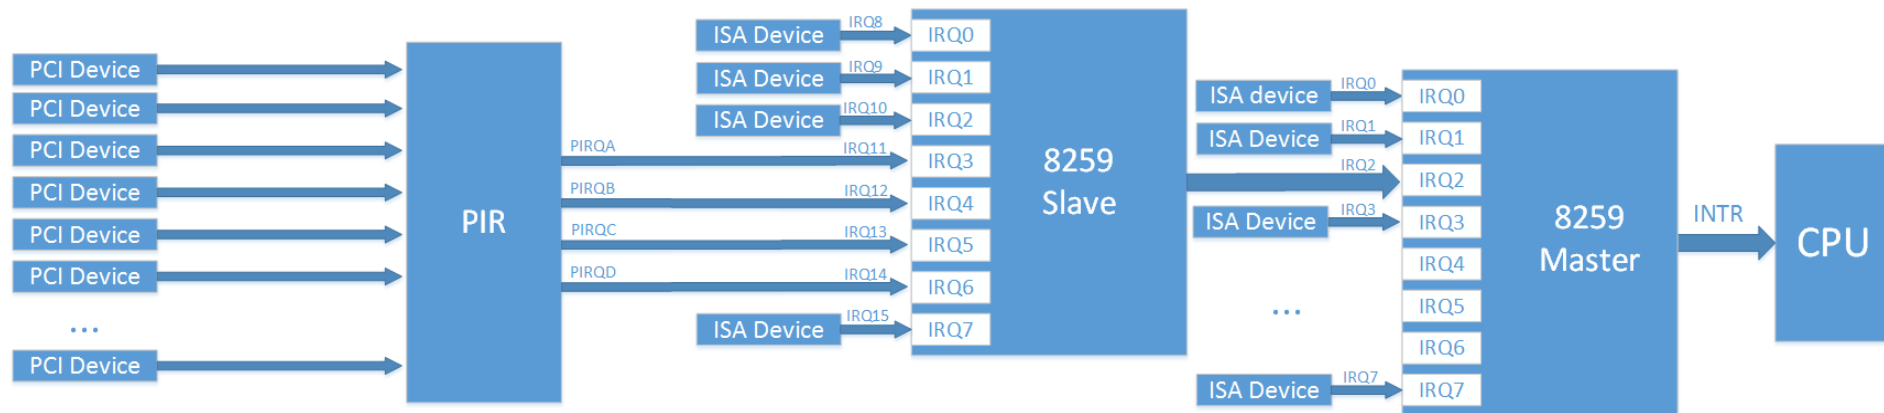 PCI Device
PCI Device
PCI Device
PCI Device
PCI Device
PCI Device
...
PCI Device
PIR
PIRQA
PIRQB
PIRQC
PIRQD
ISA Device
IRQ8
ISA Device
IRQ9
ISA Device
IRQ10
IRQ11
IRQ12
IRQ13
IRQ14
ISA Device
IRQ15
IRQ0
IRQ1
IRQ2
IRQ3
IRQ4
IRQ5
IRQ6
IRQ7
8259
Slave
ISA device
IRQ0
ISA Device
IRQ1
IRQ2
ISA Device
IRQ3
...
ISA Device
IRQ7
IRQ0
IRQ1
IRQ2
IRQ3
IRQ4
IRQ5
IRQ6
IRQ7
8259
Master
INTR
CPU